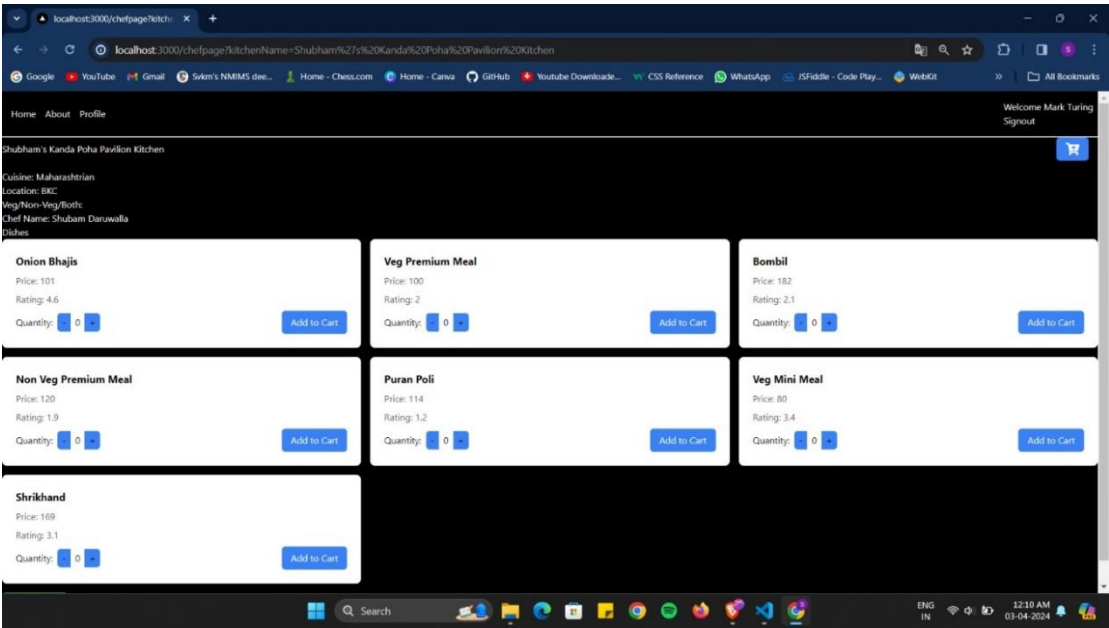 localhost:3000/chefpage?kitche
localhost:3000/chefpage?kitchenName=Shubham%27s%20Kanda%20Poha%20Pavilion%20Kitchen
Google YouTube Gmail Svkm's NMIMS dee... Home - Chess.com Home - Canva GitHub Youtube Downloade... CSS Reference WhatsApp JSFiddle - Code Play... WebKit » All Bookmarks
Home About Profile
Welcome Mark Turing
Signout
Shubham's Kanda Poha Pavilion Kitchen
Cuisine: Maharashtrian
Location: BKC
Veg/Non-Veg/Both:
Chef Name: Shubam Daruwalla
Dishes
Onion Bhajis
Price: 101
Rating: 4.6
Quantity: - 0 + Add to Cart
Veg Premium Meal
Price: 100
Rating: 2
Quantity: - 0 + Add to Cart
Bombil
Price: 182
Rating: 2.1
Quantity: - 0 + Add to Cart
Non Veg Premium Meal
Price: 120
Rating: 1.9
Quantity: - 0 + Add to Cart
Puran Poli
Price: 114
Rating: 1.2
Quantity: - 0 + Add to Cart
Veg Mini Meal
Price: 80
Rating: 3.4
Quantity: - 0 + Add to Cart
Shrikhand
Price: 169
Rating: 3.1
Quantity: - 0 + Add to Cart
Search
ENG
IN
12:10 AM
03-04-2024